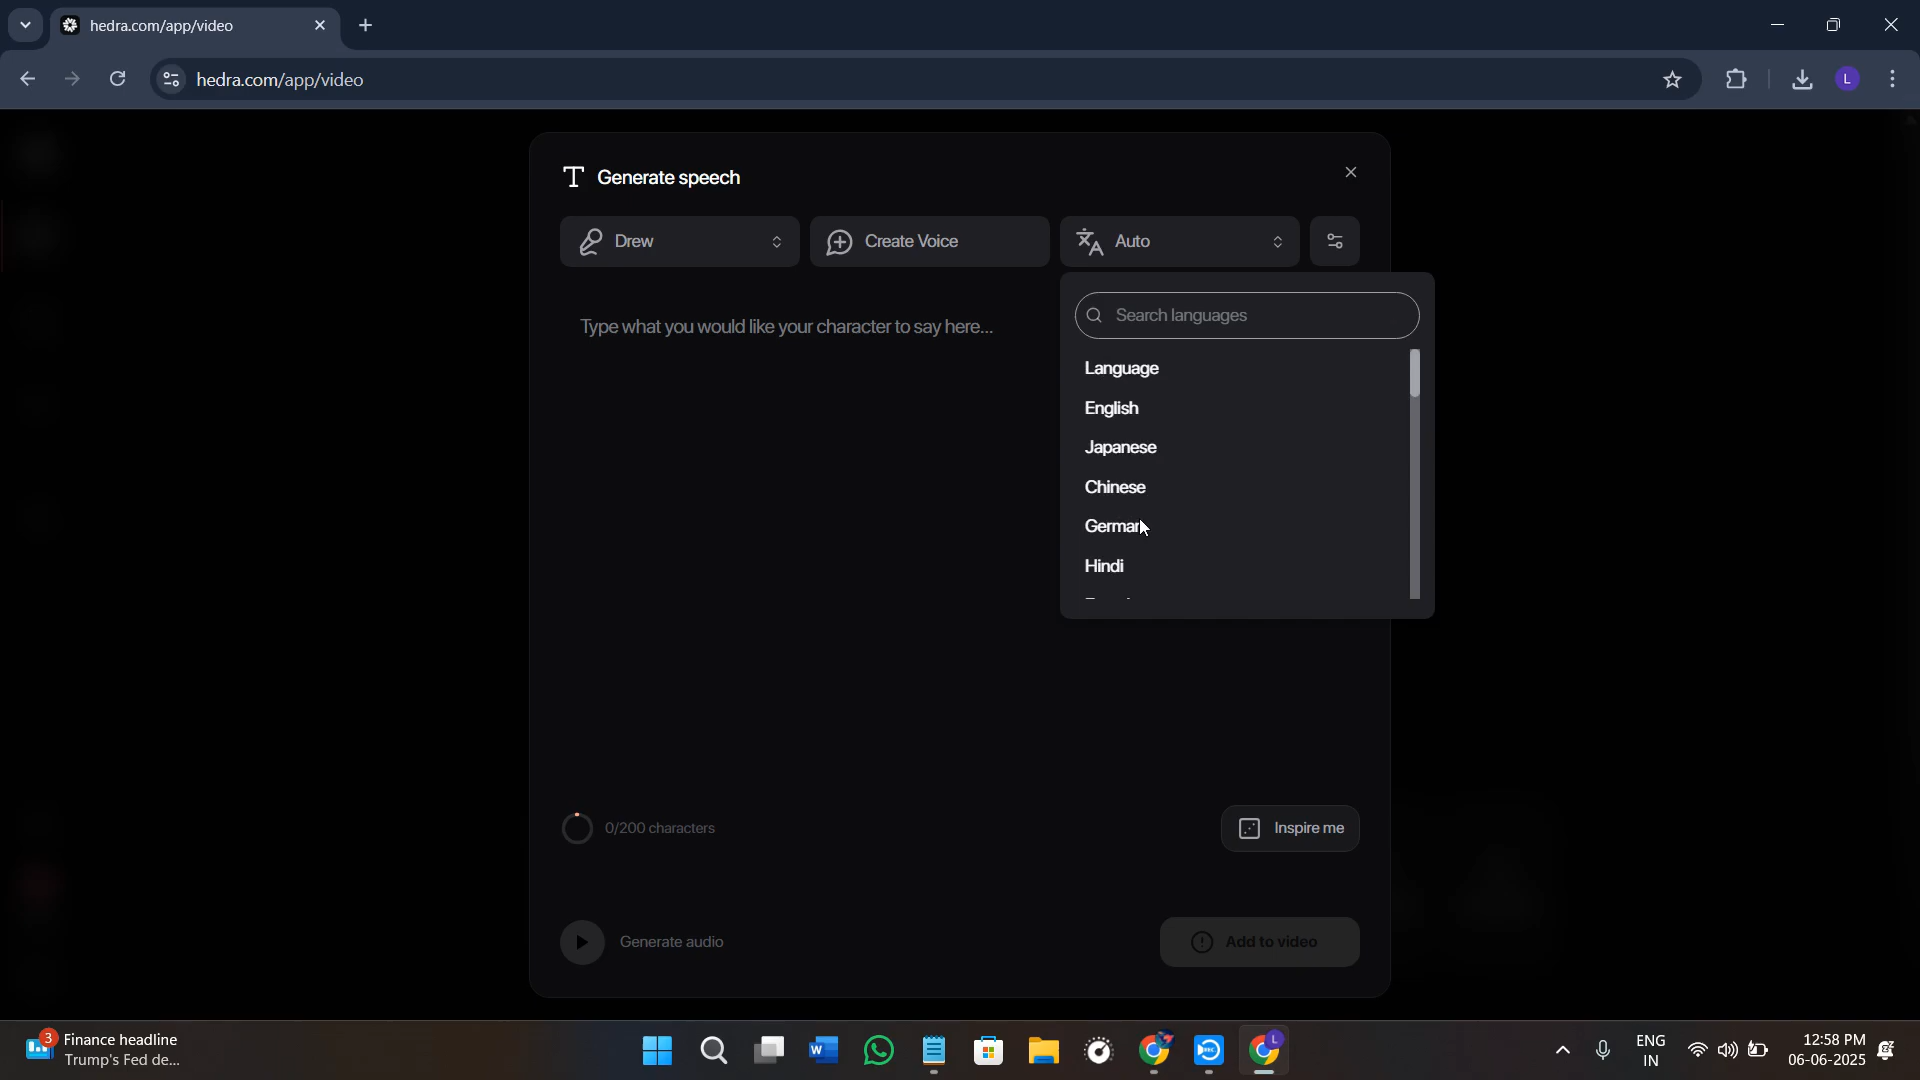 hedra.com/app/video
hedra.com/app/video
L
Generate speech
Drew
Create Voice
Auto
Type what you would like your character to say here...
Search languages
Language
English
Japanese
Chinese
German
Hindi
0/200 characters
Inspire me
Generate audio
Add to video
3
Finance headline
Trump's Fed de...
W
L
ENG
IN
12:58 PM
06-06-2025